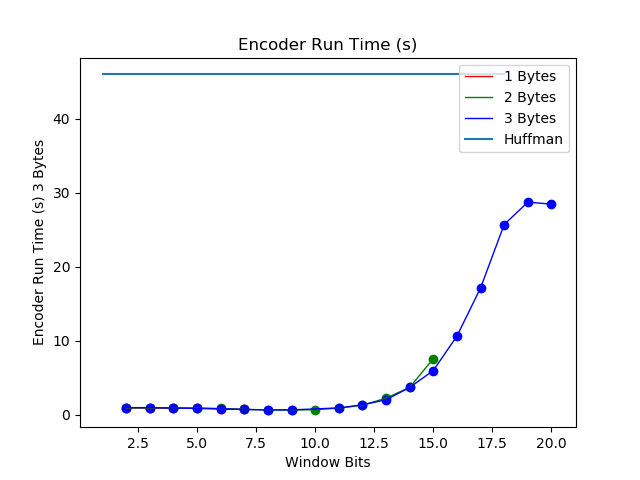 Encoder Run Time (s)
1 Bytes
2 Bytes
3 Bytes
Huffman
Encoder Run Time (s) 3 Bytes
40
30
20
10
0
2.5 5.0 7.5 10.0 12.5 15.0 17.5 20.0
Window Bits